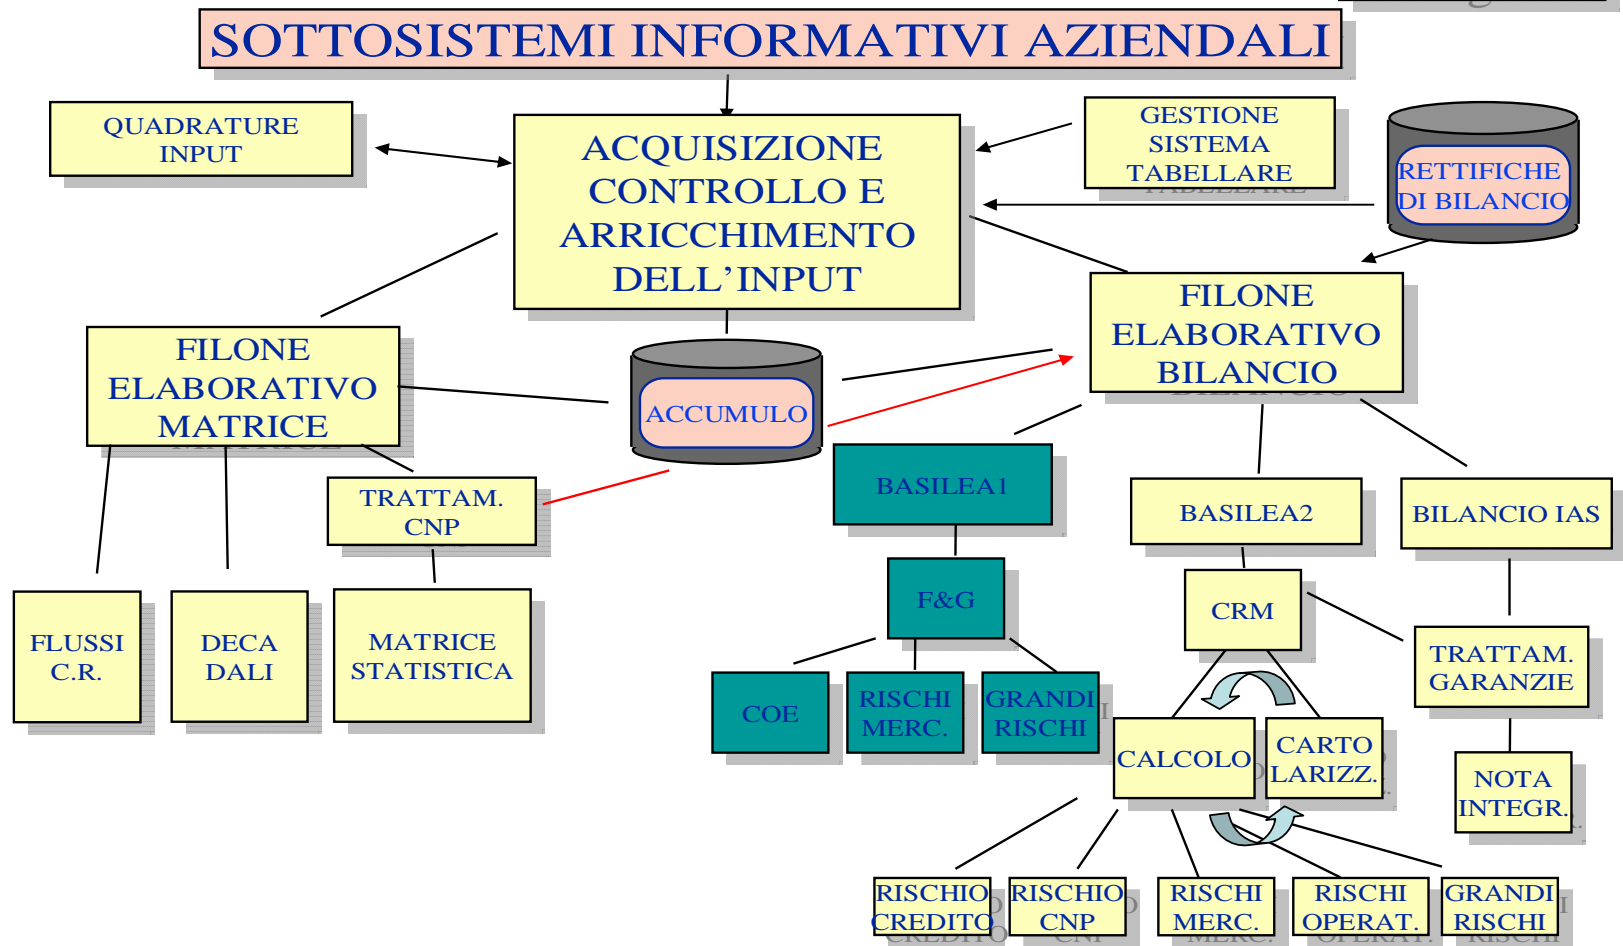 SOTTOSISTEMI INFORMATIVI AZIENDALI
QUADRATURE
INPUT
ACQUISIZIONE
CONTROLLO E
ARRICCHIMENTO
DELL'INPUT
GESTIONE
SISTEMA
TABELLARE
RETTIFICHE
DI BILANCIO
FILONE
ELABORATIVO
MATRICE
ACCUMULO
FILONE
ELABORATIVO
BILANCIO
TRATTAM.
CNP
BASILEA1
BASILEA2
BILANCIO IAS
FLUSSI
C.R.
DECA
DALI
MATRICE
STATISTICA
F&G
CRM
TRATTAM.
GARANZIE
COE
RISCHI
MERC.
GRANDI
RISCHI
CALCOLO
CARTO
LARIZZ.
NOTA
INTEGR.
RISCHIO
CREDITO
RISCHIO
CNP
RISCHI
MERC.
RISCHI
OPERAT.
GRANDI
RISCHI